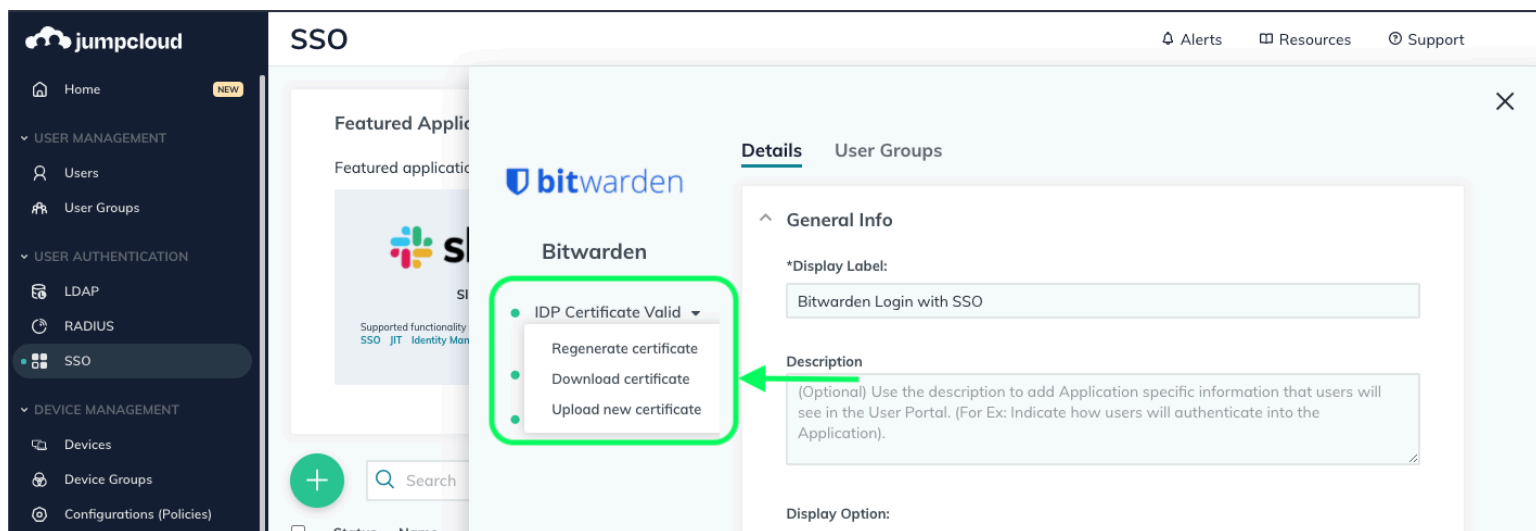 jumpcloud
SSO
Alerts
Resources
Support
Home
NEW
USER MANAGEMENT
Users
User Groups
USER AUTHENTICATION
LDAP
RADIUS
SSO
DEVICE MANAGEMENT
Devices
Device Groups
Configurations (Policies)
Featured
Featured
Supported functionality
SSO JIT Identity
Search
bitwarden
Bitwarden
IDP Certificate Valid
Regenerate certificate
Download certificate
Upload new certificate
Details
User Groups
General Info
*Display Label:
Bitwarden Login with SSO
Description
(Optional) Use the description to add Application specific information that users will
see in the User Portal. (For Ex: Indicate how users will authenticate into the
Application).
Display Option: